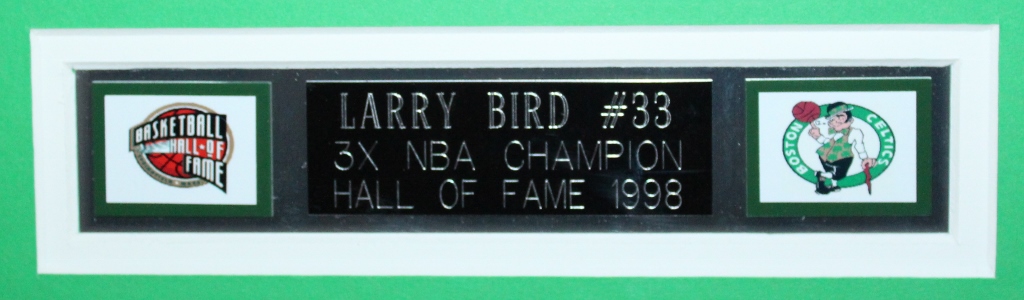 BASKETBALL
HALL·OF
FAME
LARRY BIRD #33
3X NBA CHAMPION
HALL OF FAME 1998
BOSTON CELTICS